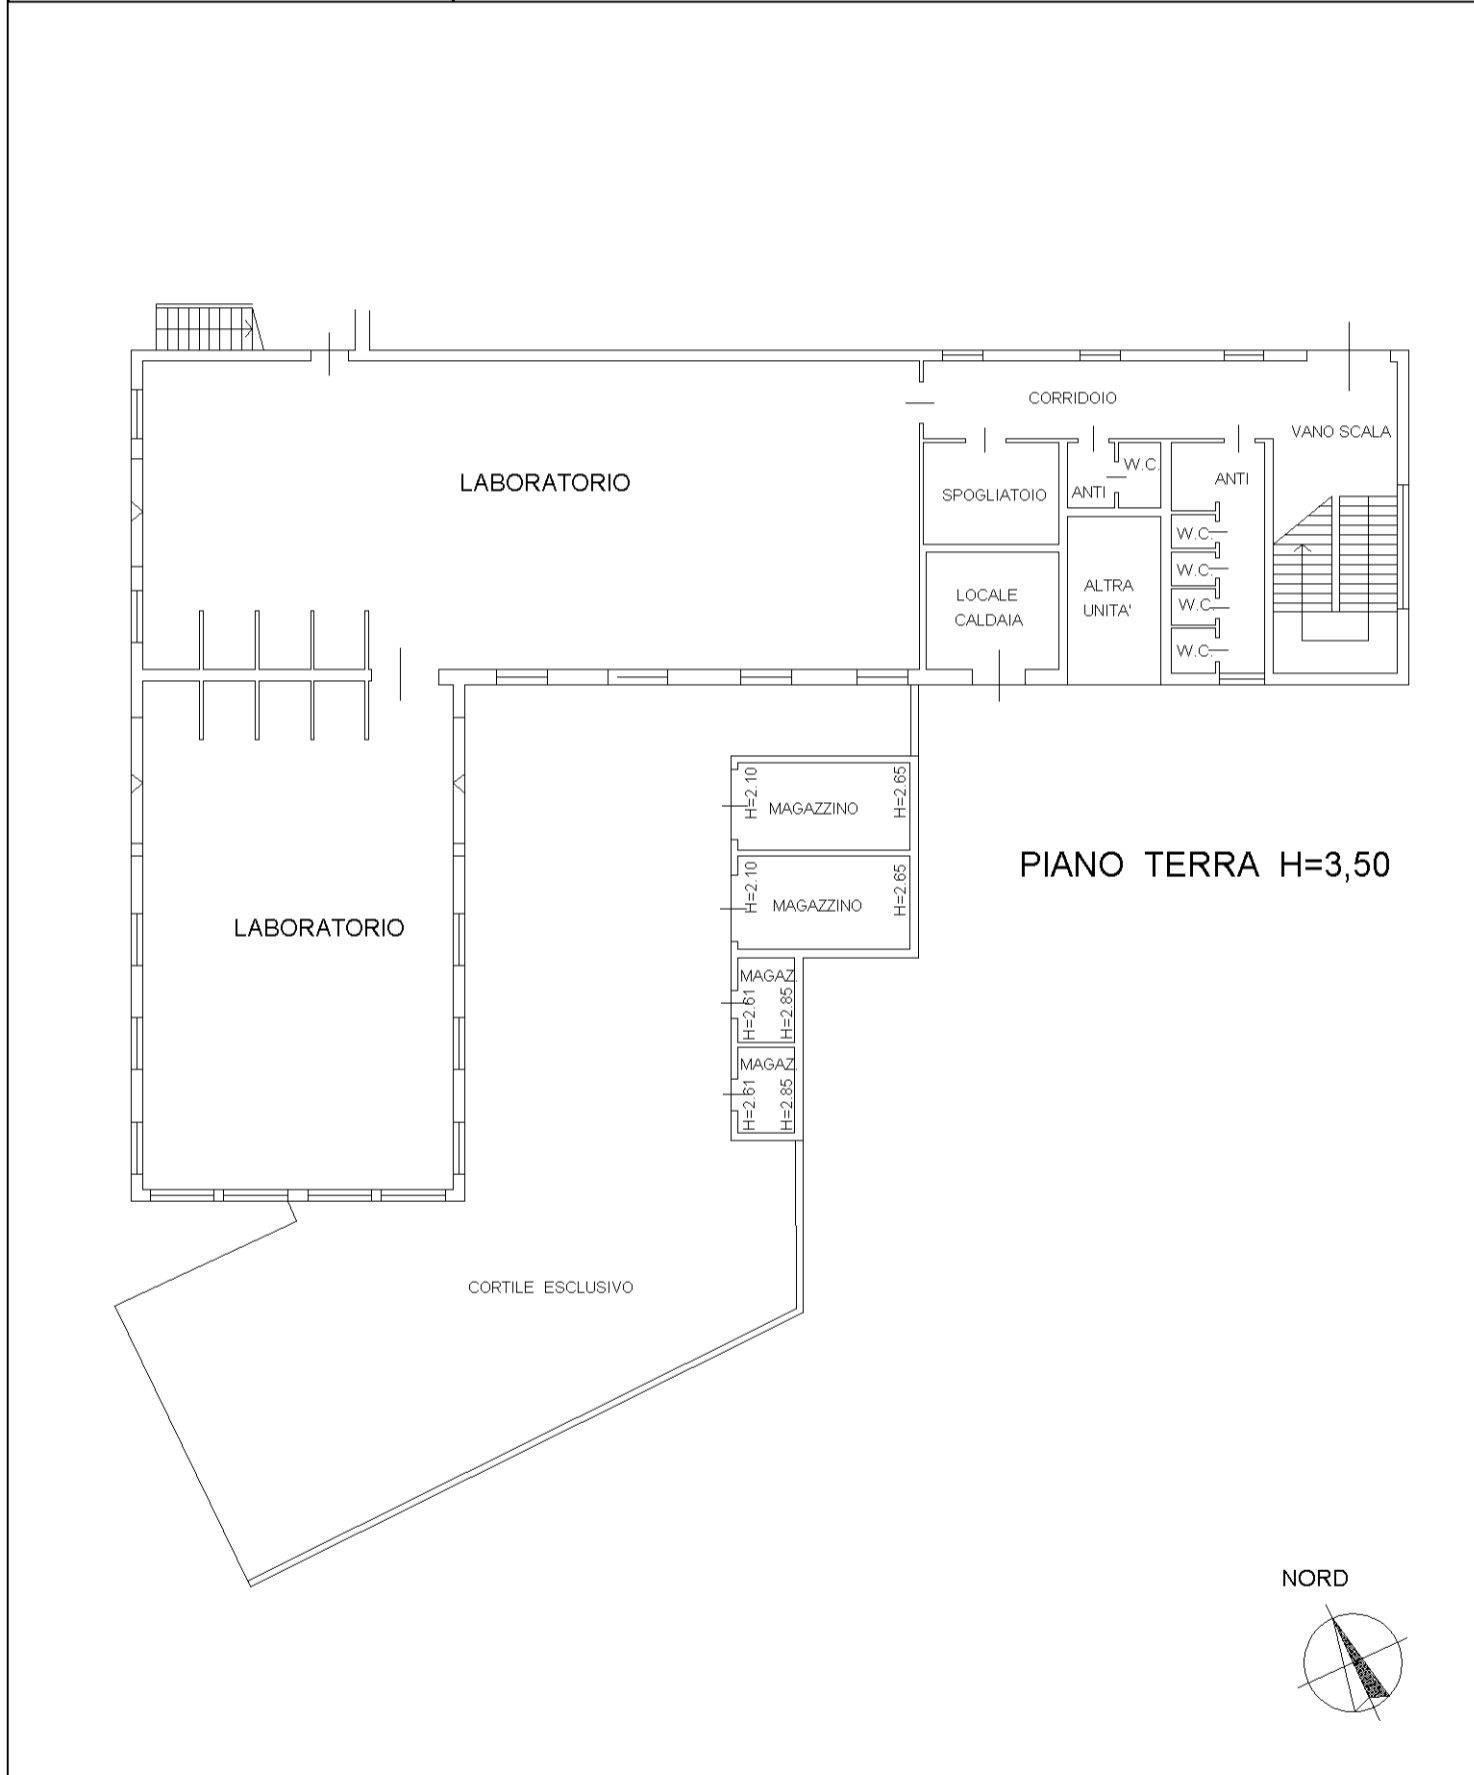 CORRIDOIO
VANO SCALA
LABORATORIO
SPOGLIATOIO
ANTI
W.C.
ANTI
W.C.
W.C.
W.C.
W.C.
LOCALE
CALDAIA
ALTRA
UNITA'
H=2.10
MAGAZZINO
H=2.65
H=2.10
MAGAZZINO
H=2.65
PIANO TERRA H=3,50
LABORATORIO
MAGAZ.
H=2.61
H=2.85
MAGAZ.
H=2.61
H=2.85
CORTILE ESCLUSIVO
NORD